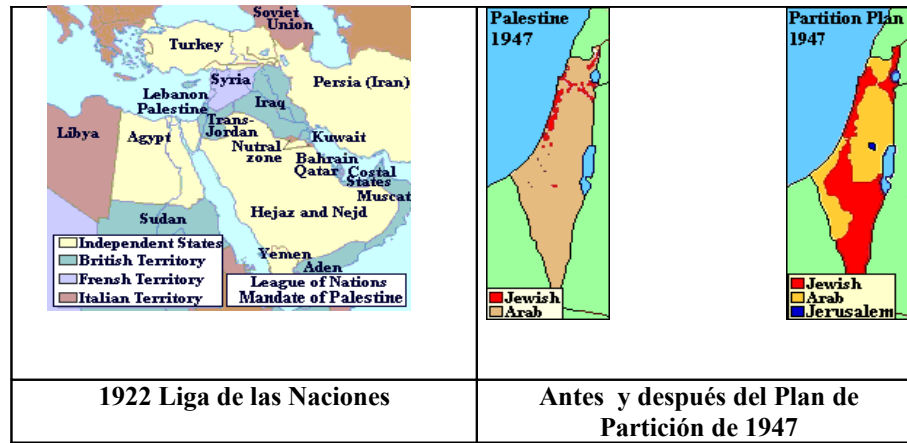 Soviet
Union
Turkey
Syria
Persia (Iran)
Lebanon
Palestine
Iraq
Trans-
Jordan
Libya
Agypt
Kuwait
Nutral
zone
Bahrain
Qatar
Costal
States
Muscat
Hejaz and Nejd
Sudan
Yemen
Aden
Independent States
British Territory
Frensh Territory
Italian Territory
League of Nations
Mandate of Palestine
Palestine
1947
Jewish
Arab
Partition Plan
1947
Jewish
Arab
Jerusalem
1922 Liga de las Naciones
Antes y después del Plan de
Partición de 1947